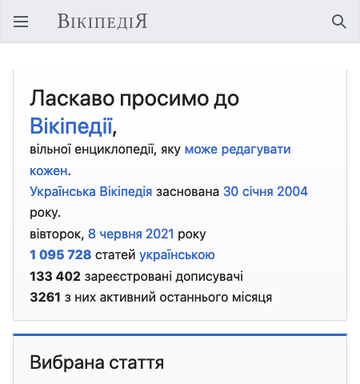 ВІКІПЕДІЯ
Ласкаво просимо до
Вікіпедії,
вільної енциклопедії, яку може редагувати
кожен.
Українська Вікіпедія заснована 30 січня 2004
року.
вівторок, 8 червня 2021 року
1 095 728 статей українською
133 402 зареєстровані дописувачі
3261 з них активний останнього місяця
Вибрана стаття